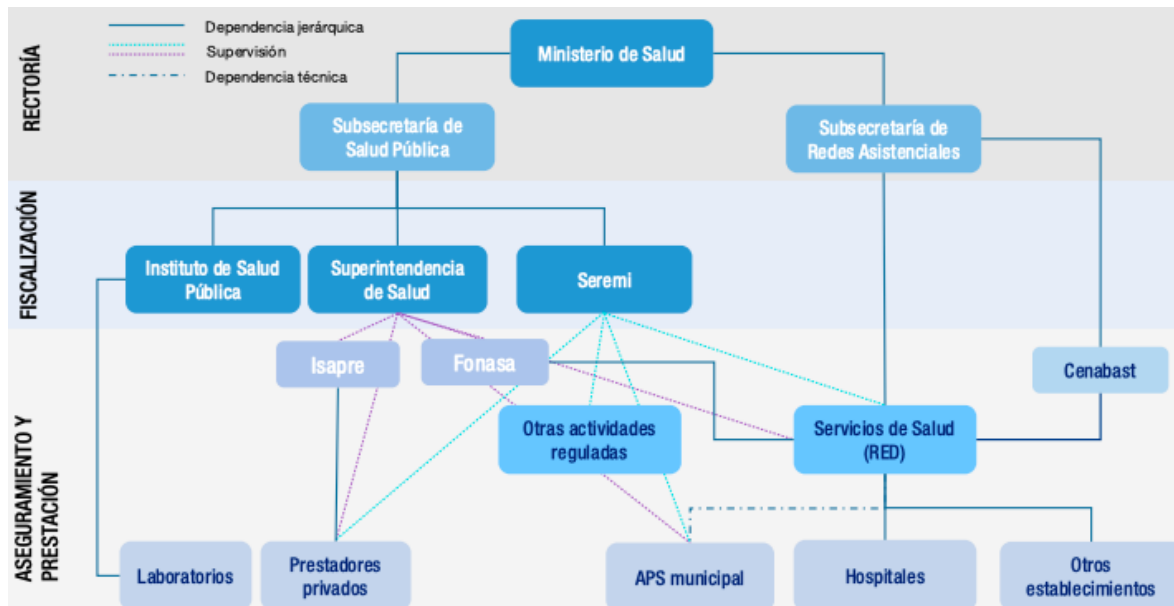 Dependencia jerárquica
Supervisión
Dependencia técnica
RECTORÍA
Ministerio de Salud
Subsecretaría de
Salud Pública
Subsecretaría de
Redes Asistenciales
FISCALIZACIÓN
Instituto de Salud
Pública
Superintendencia
de Salud
Seremi
ASEGURAMIENTO Y
PRESTACIÓN
Isapre
Fonasa
Cenabast
Otras actividades
reguladas
Servicios de Salud
(RED)
Laboratorios
Prestadores
privados
APS municipal
Hospitales
Otros
establecimientos